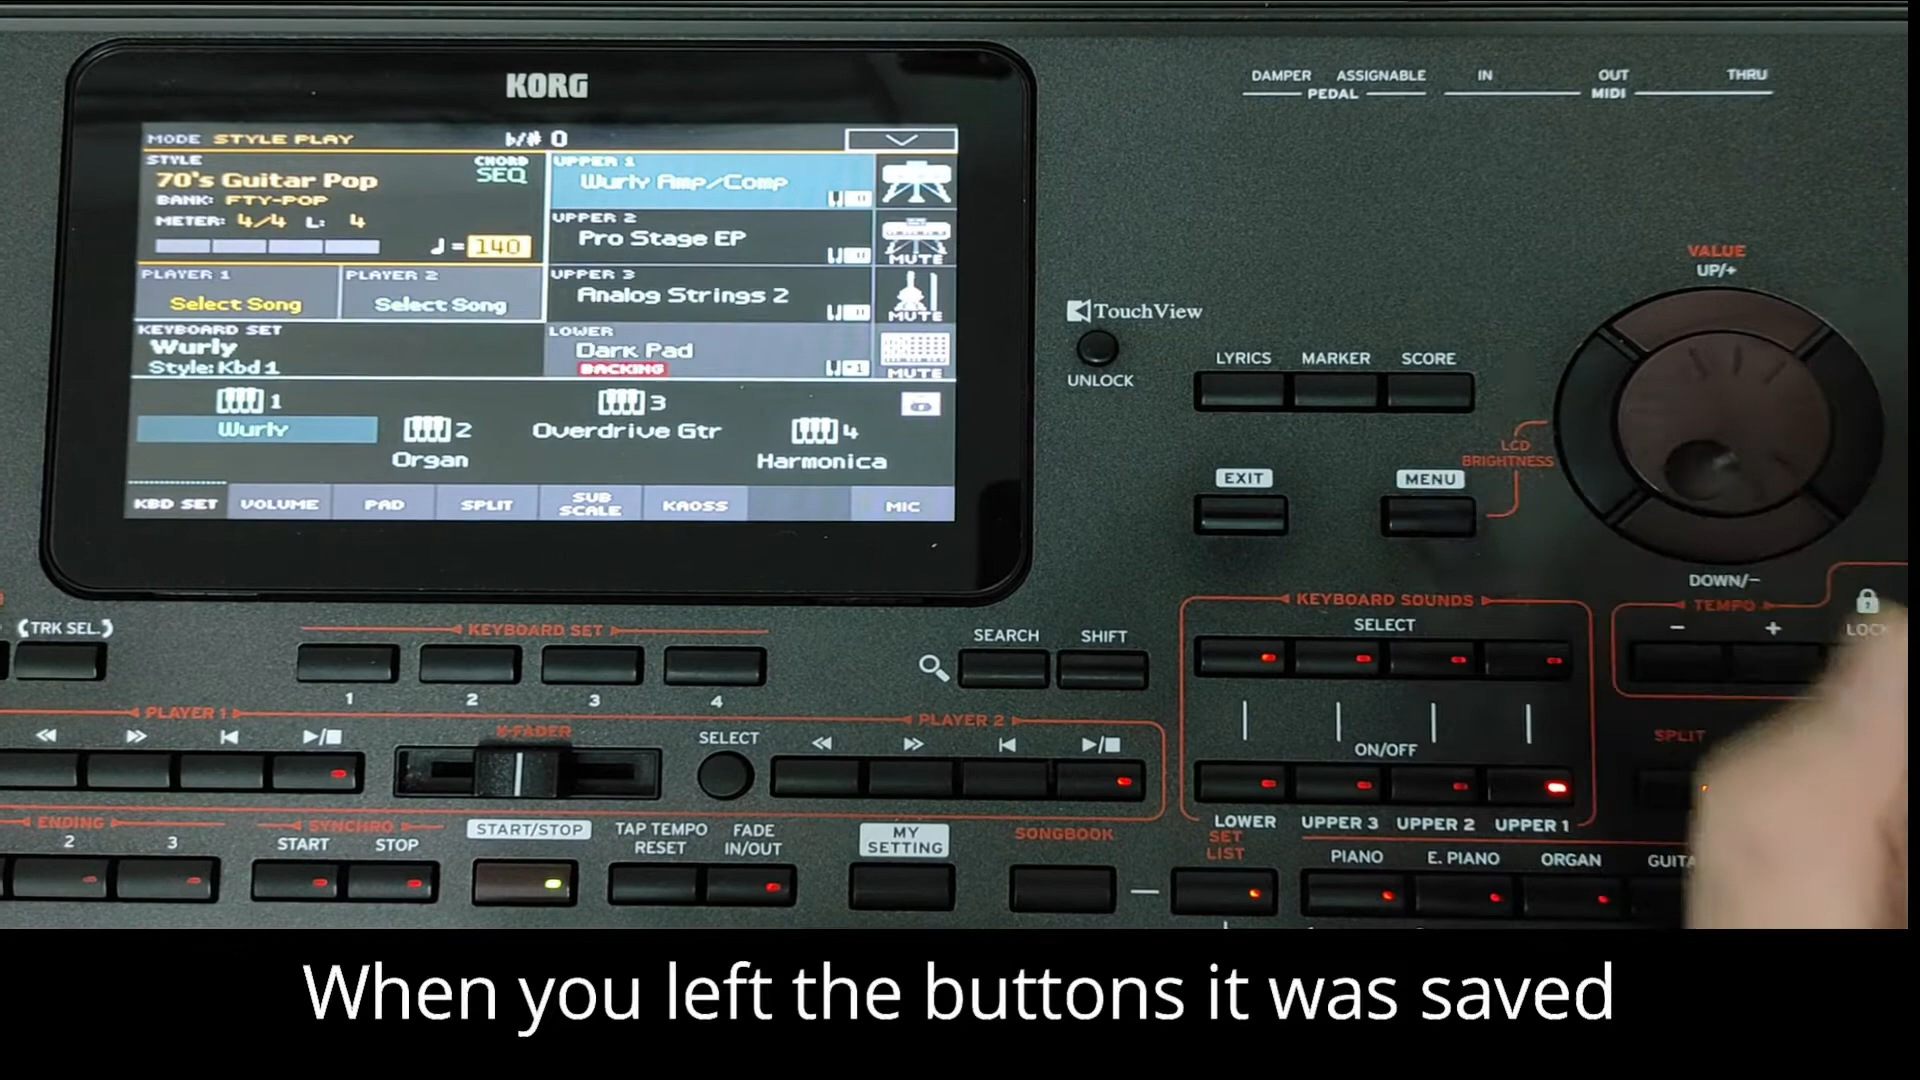 KORG
MODE STYLE PLAY
♭/# 0
STYLE
70's Guitar Pop
CHORD
SEQ
BANK: FTY-POP
METER: 4/4 L: 4
♩ = 140
UPPER 1
Wurly Amp/Comp
UPPER 2
Pro Stage EP
MUTE
UPPER 3
Analog Strings 2
MUTE
PLAYER 1
Select Song
PLAYER 2
Select Song
KEYBOARD SET
Wurly
Style: Kbd 1
LOWER
Dark Pad
BACKING
-1
MUTE
1
Wurly
2
Organ
3
Overdrive Gtr
4
Harmonica
KBD SET
VOLUME
PAD
SPLIT
SUB
SCALE
KAOSS
MIC
DAMPER ASSIGNABLE
PEDAL
IN OUT THRU
MIDI
TouchView
UNLOCK
LYRICS MARKER SCORE
VALUE
UP/+
LCD
BRIGHTNESS
EXIT
MENU
DOWN/−
TEMPO
− +
LOCK
KEYBOARD SOUNDS
SELECT
ON/OFF
LOWER UPPER 3 UPPER 2 UPPER 1
SPLIT
TRK SEL.
KEYBOARD SET
1 2 3 4
SEARCH SHIFT
PLAYER 1
X-FADER
SELECT
PLAYER 2
ENDING
2 3
SYNCHRO
START STOP
START/STOP
TAP TEMPO
RESET
FADE
IN/OUT
MY
SETTING
SONGBOOK
SET
LIST
PIANO E. PIANO ORGAN
When you left the buttons it was saved